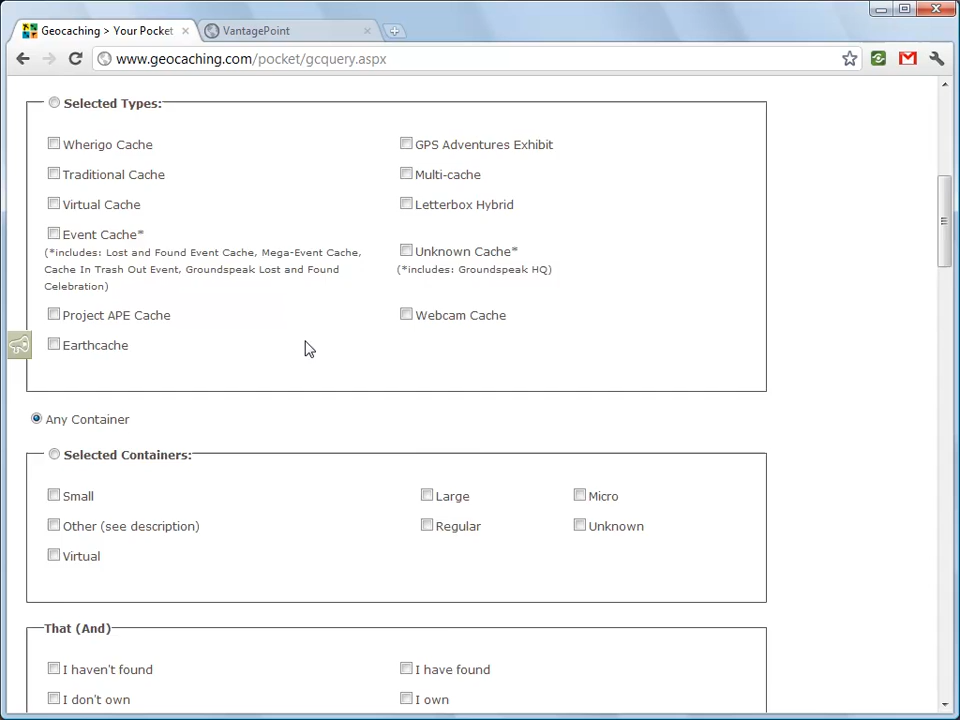 Geocaching > Your Pocket
VantagePoint
www.geocaching.com/pocket/gcquery.aspx
Selected Types:
Wherigo Cache
GPS Adventures Exhibit
Traditional Cache
Multi-cache
Virtual Cache
Letterbox Hybrid
Event Cache*
(*includes: Lost and Found Event Cache, Mega-Event Cache,
Cache In Trash Out Event, Groundspeak Lost and Found
Celebration)
Unknown Cache*
(*includes: Groundspeak HQ)
Project APE Cache
Webcam Cache
Earthcache
Any Container
Selected Containers:
Small
Large
Micro
Other (see description)
Regular
Unknown
Virtual
That (And)
I haven't found
I have found
I don't own
I own